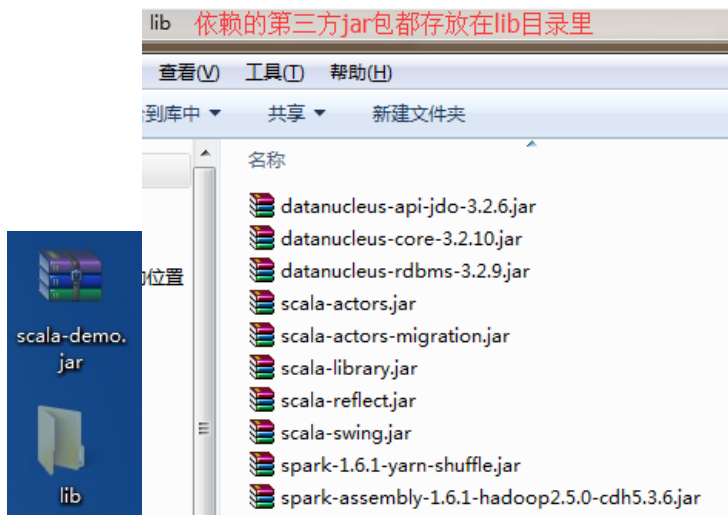 lib 依赖的第三方jar包都存放在lib目录里
查看(V) 工具(T) 帮助(H)
到库中 共享 新建文件夹
名称
datanucleus-api-jdo-3.2.6.jar
datanucleus-core-3.2.10.jar
datanucleus-rdbms-3.2.9.jar
位置
scala-actors.jar
scala-actors-migration.jar
scala-library.jar
scala-reflect.jar
scala-swing.jar
spark-1.6.1-yarn-shuffle.jar
spark-assembly-1.6.1-hadoop2.5.0-cdh5.3.6.jar
scala-demo.
jar
lib